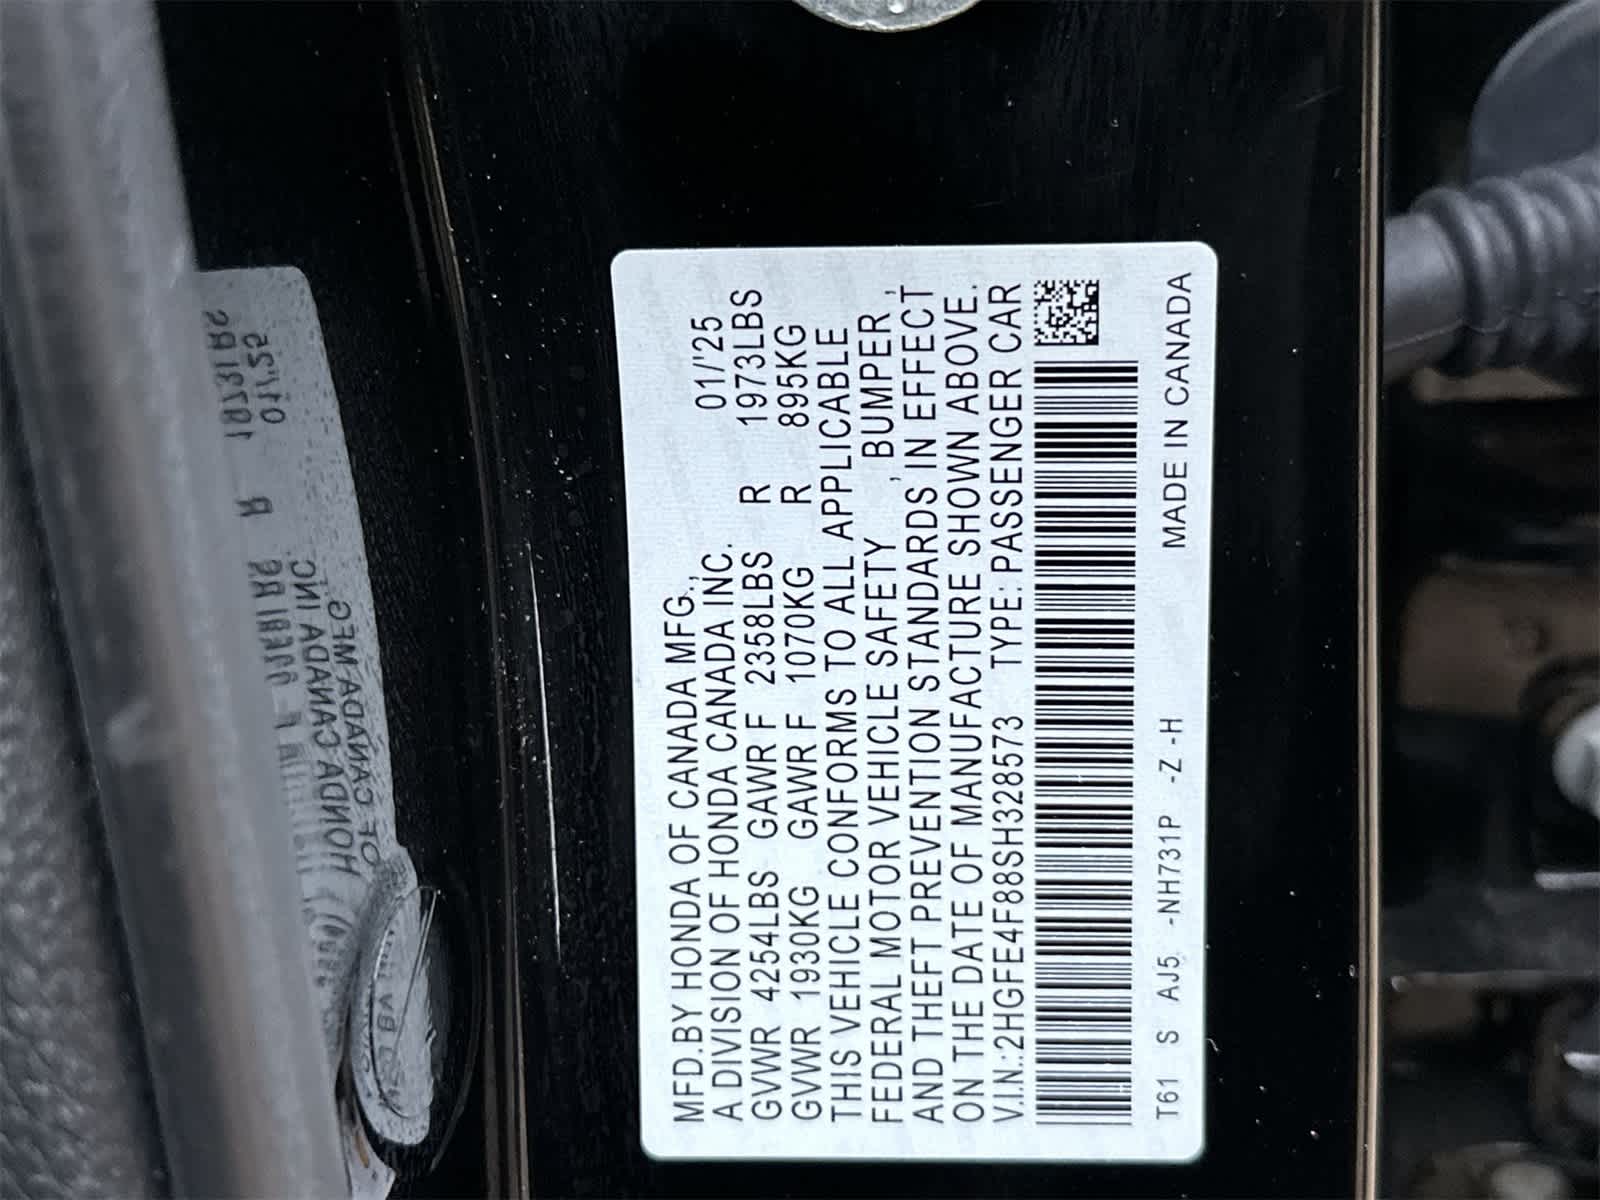 MFD.BY HONDA OF CANADA MFG.,
A DIVISION OF HONDA CANADA INC. 01/'25
GVWR 4254LBS GAWR F 2358LBS R 1973LBS
GVWR 1930KG GAWR F 1070KG R 895KG
THIS VEHICLE CONFORMS TO ALL APPLICABLE
FEDERAL MOTOR VEHICLE SAFETY , BUMPER,
AND THEFT PREVENTION STANDARDS IN EFFECT
ON THE DATE OF MANUFACTURE SHOWN ABOVE.
V.I.N.:2HGFE4F88SH328573 TYPE: PASSENGER CAR
T61 S AJ5. -NH731P -Z -H MADE IN CANADA